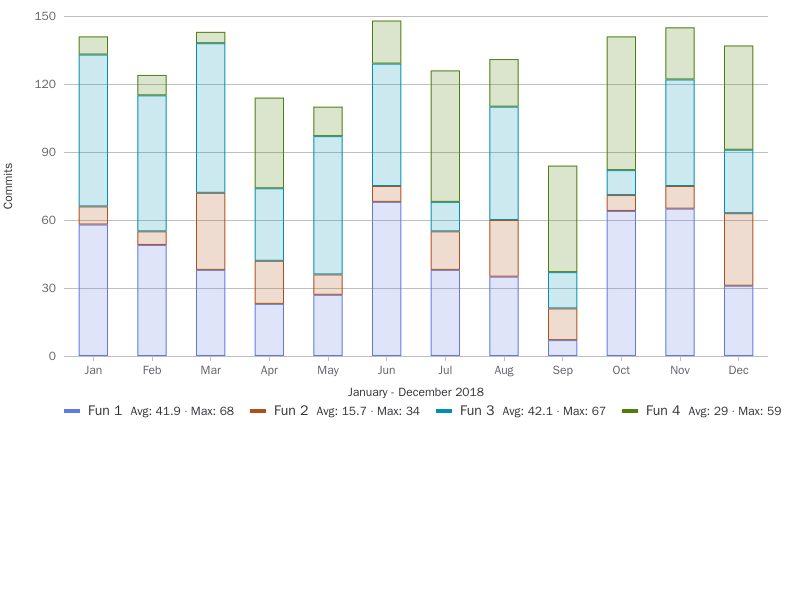 150
120
90
60
30
0
Commits
Jan Feb Mar Apr May Jun Jul Aug Sep Oct Nov Dec
January - December 2018
Fun 1 Avg: 41.9 · Max: 68 Fun 2 Avg: 15.7 · Max: 34 Fun 3 Avg: 42.1 · Max: 67 Fun 4 Avg: 29 · Max: 59